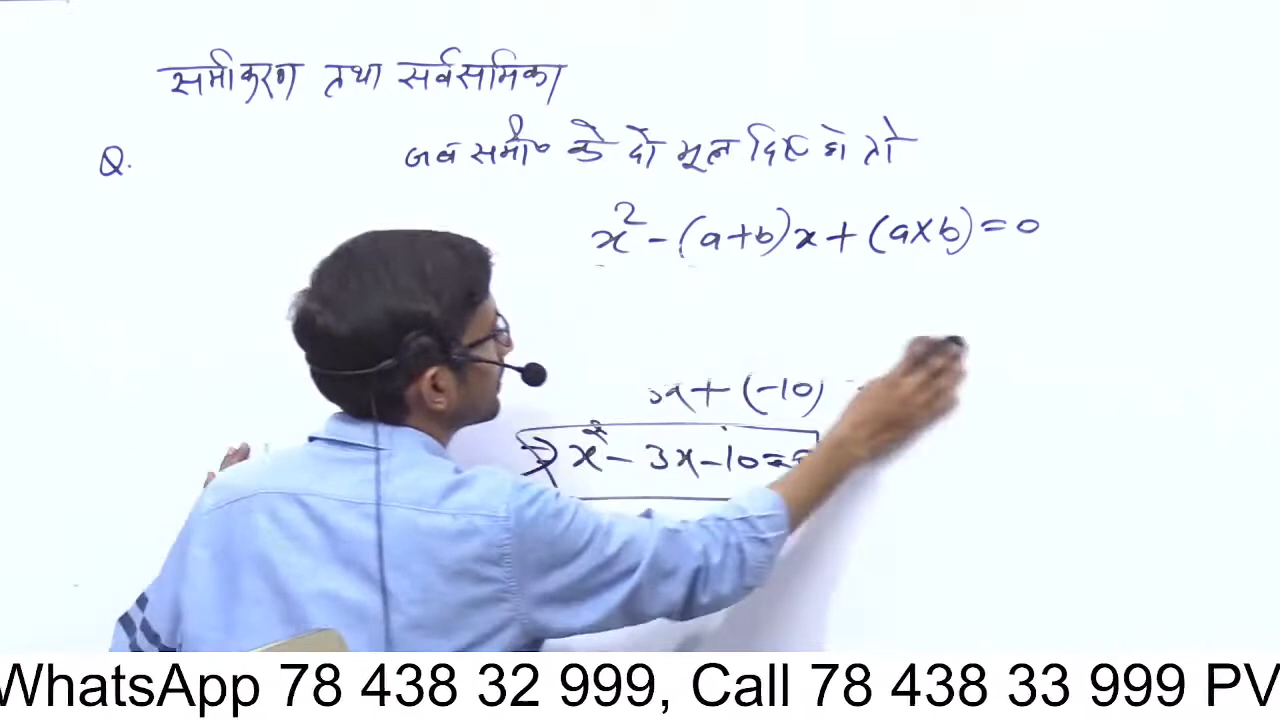 समीकरण तथा सर्वसमिका
Q. जब समी० के दो मूल दिए हो तो
x² - (a+b)x + (a×b) = 0
x + (-10)
⇒ x² - 3x - 10 = 0
WhatsApp 78 438 32 999, Call 78 438 33 999 PV